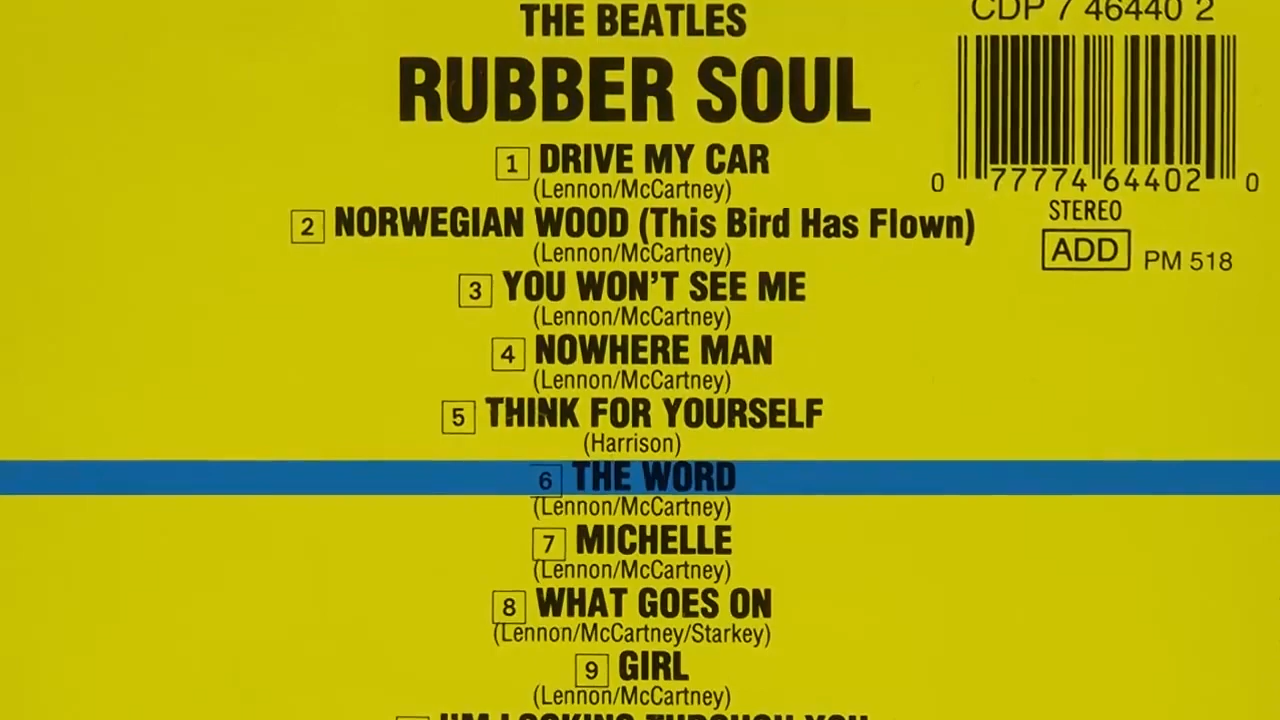 CDP 7 46440 2
THE BEATLES
RUBBER SOUL
1 DRIVE MY CAR
(Lennon/McCartney)
0 77774 64402 0
STEREO
ADD PM 518
2 NORWEGIAN WOOD (This Bird Has Flown)
(Lennon/McCartney)
3 YOU WON'T SEE ME
(Lennon/McCartney)
4 NOWHERE MAN
(Lennon/McCartney)
5 THINK FOR YOURSELF
(Harrison)
6 THE WORD
(Lennon/McCartney)
7 MICHELLE
(Lennon/McCartney)
8 WHAT GOES ON
(Lennon/McCartney/Starkey)
9 GIRL
(Lennon/McCartney)
I'M LOOKING THROUGH YOU